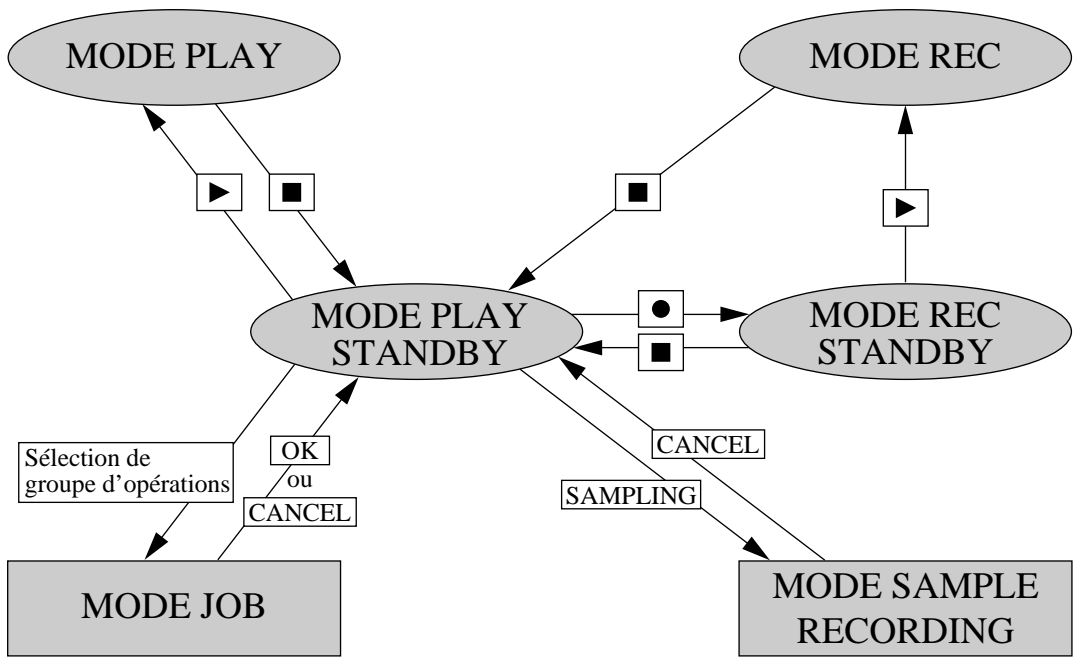 MODE PLAY
MODE REC
MODE PLAY
STANDBY
MODE REC
STANDBY
Sélection de
groupe d’opérations
OK
ou
CANCEL
CANCEL
SAMPLING
MODE JOB
MODE SAMPLE
RECORDING